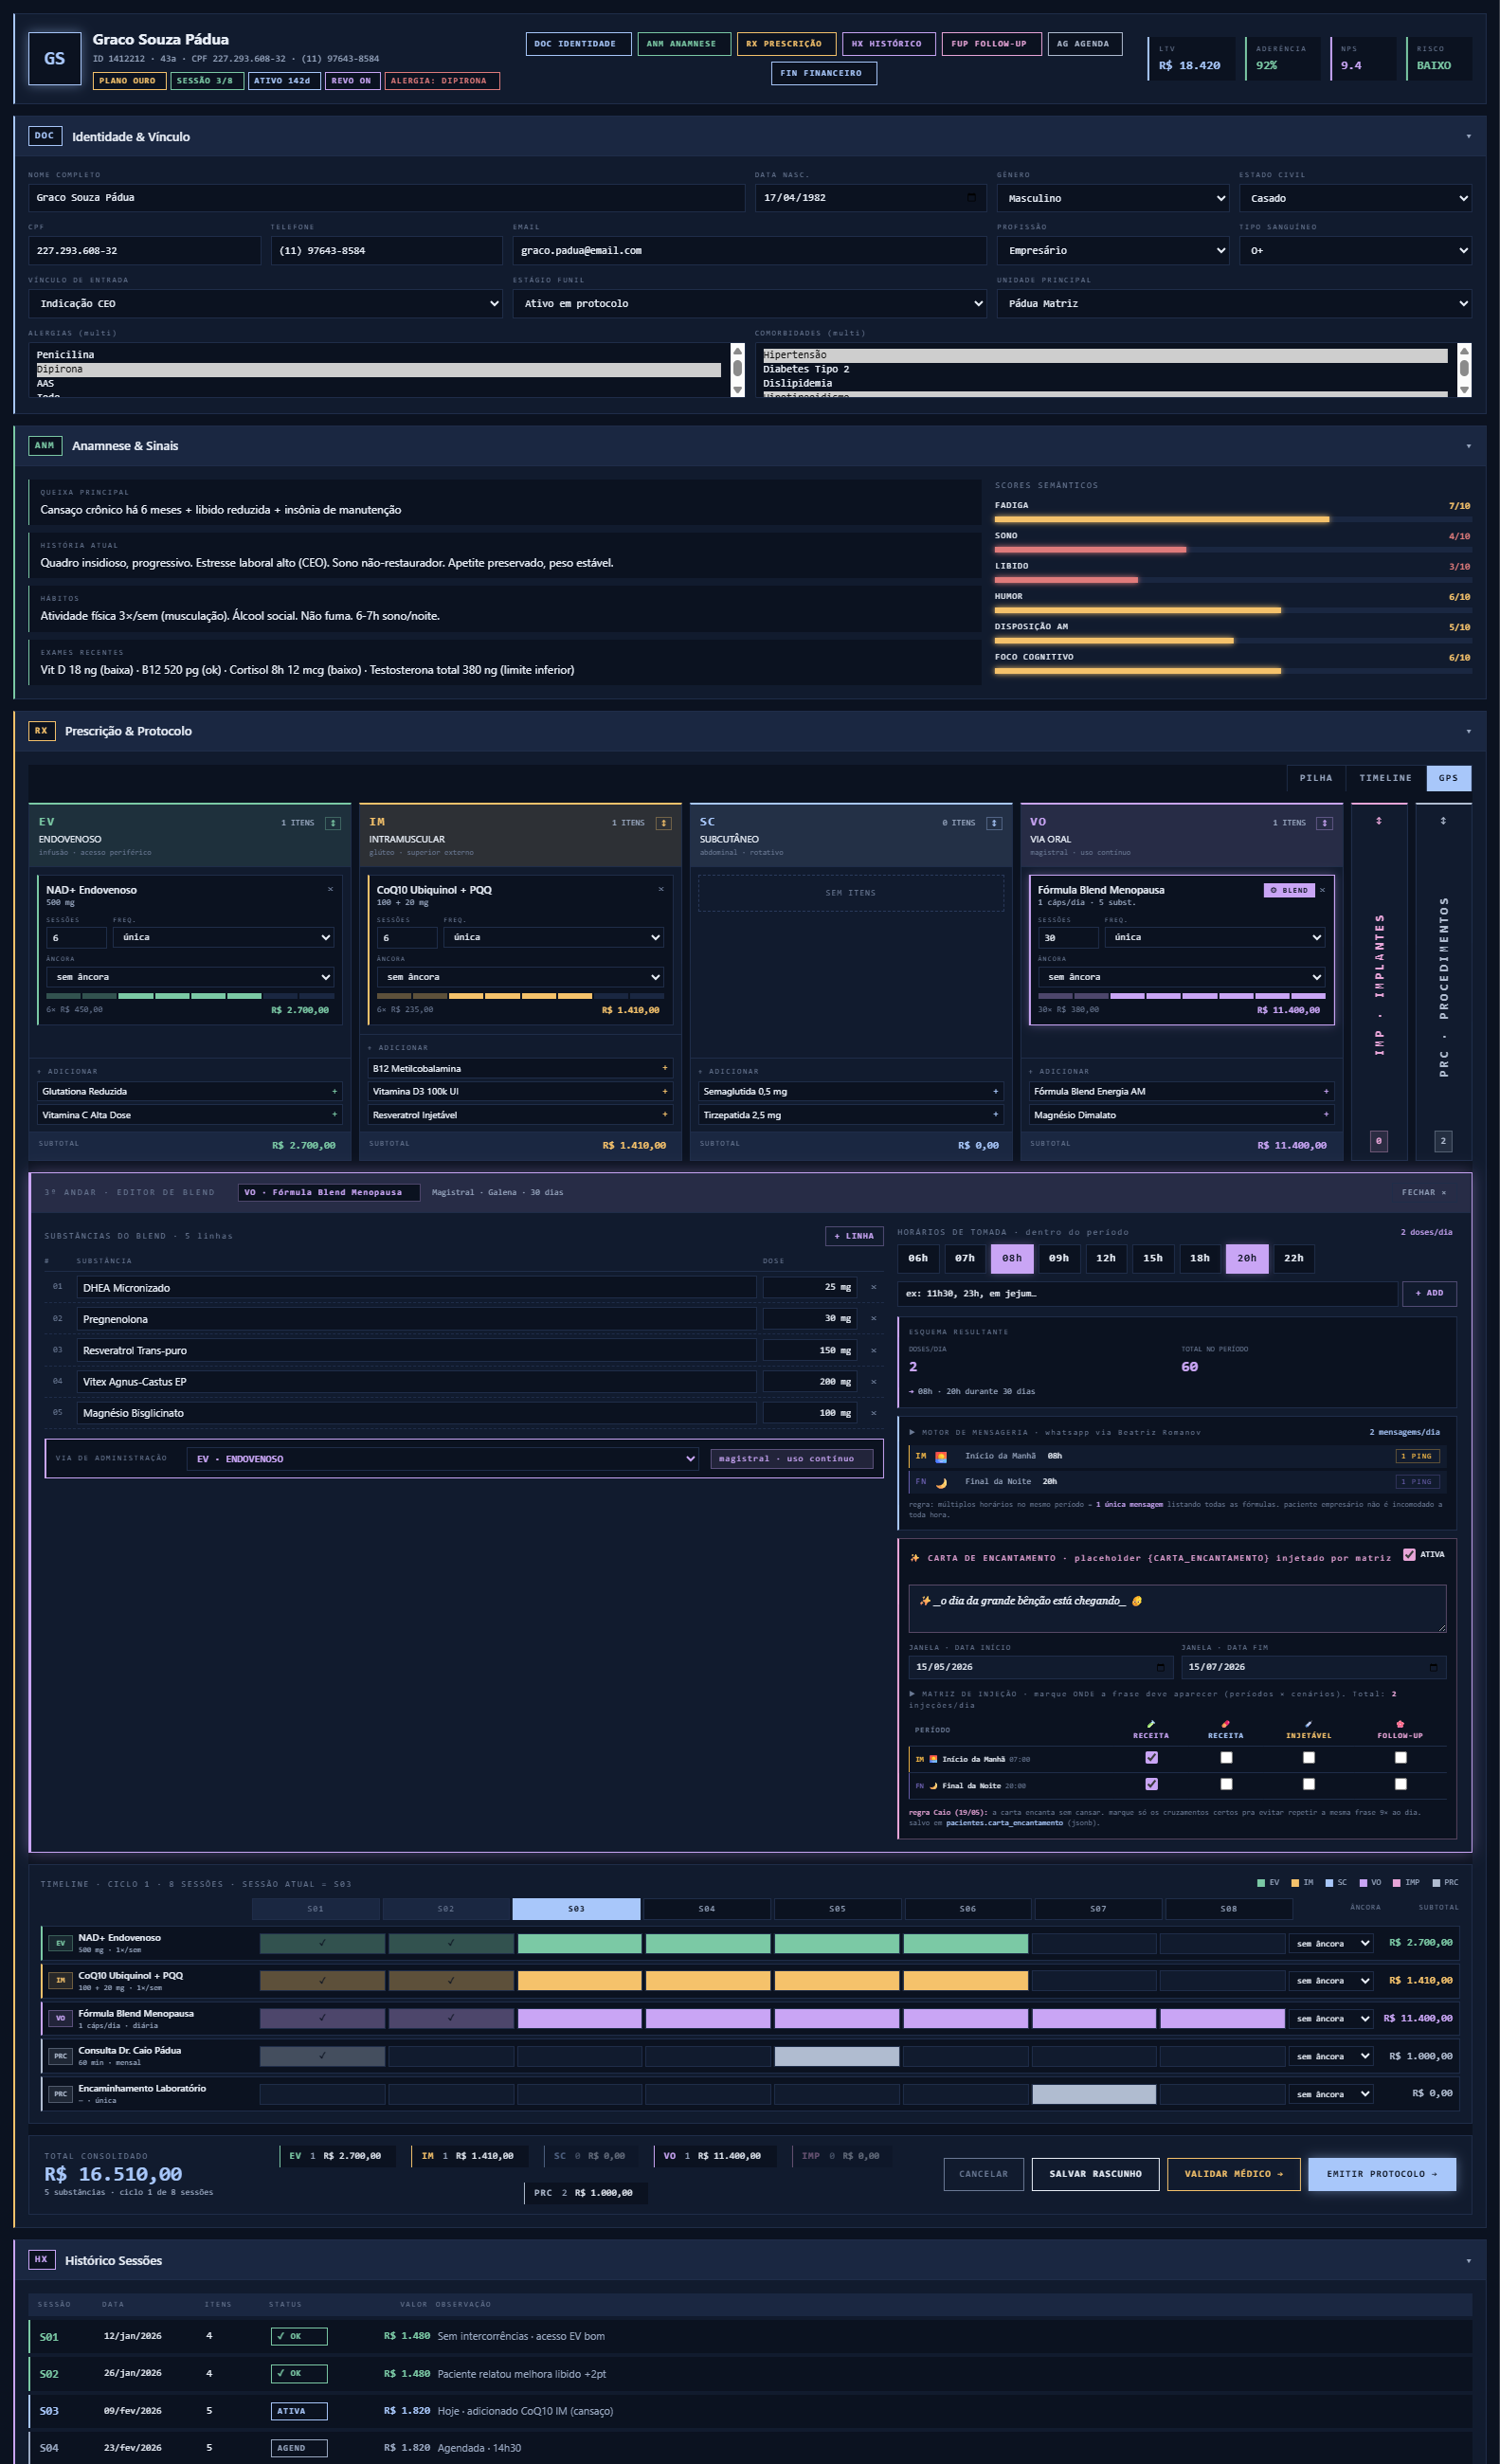 GS
Graco Souza Pádua
ID 1412212 · 43a · CPF 227.293.608-32 · (11) 97643-8584
PLANO OURO SESSÃO 3/8 ATIVO 142d REVO ON ALERGIA: DIPIRONA
DOC IDENTIDADE ANM ANAMNESE RX PRESCRIÇÃO HX HISTÓRICO FUP FOLLOW-UP AG AGENDA
FIN FINANCEIRO
LTV ADERÊNCIA NPS RISCO
R$ 18.420 92% 9.4 BAIXO
DOC Identidade & Vínculo ▾
NOME COMPLETO DATA NASC. GÊNERO ESTADO CIVIL
Graco Souza Pádua 17/04/1982 Masculino Casado
CPF TELEFONE EMAIL PROFISSÃO TIPO SANGUÍNEO
227.293.608-32 (11) 97643-8584 graco.padua@email.com Empresário O+
VÍNCULO DE ENTRADA ESTÁGIO FUNIL UNIDADE PRINCIPAL
Indicação CEO Ativo em protocolo Pádua Matriz
ALERGIAS (multi) COMORBIDADES (multi)
Penicilina Hipertensão
Dipirona Diabetes Tipo 2
AAS Dislipidemia
Iodo Hipotireoidismo
ANM Anamnese & Sinais ▾
QUEIXA PRINCIPAL
Cansaço crônico há 6 meses + libido reduzida + insônia de manutenção
HISTÓRIA ATUAL
Quadro insidioso, progressivo. Estresse laboral alto (CEO). Sono não-restaurador. Apetite preservado, peso estável.
HÁBITOS
Atividade física 3×/sem (musculação). Álcool social. Não fuma. 6-7h sono/noite.
EXAMES RECENTES
Vit D 18 ng (baixa) · B12 520 pg (ok) · Cortisol 8h 12 mcg (baixo) · Testosterona total 380 ng (limite inferior)
SCORES SEMÂNTICOS
FADIGA 7/10
SONO 4/10
LIBIDO 3/10
HUMOR 6/10
DISPOSIÇÃO AM 5/10
FOCO COGNITIVO 6/10
RX Prescrição & Protocolo ▾
PILHA TIMELINE GPS
EV 1 ITENS ↕
ENDOVENOSO
infusão · acesso periférico
NAD+ Endovenoso ×
500 mg
SESSÕES FREQ.
6 única
ÂNCORA
sem âncora
6× R$ 450,00 R$ 2.700,00
+ ADICIONAR
Glutationa Reduzida +
Vitamina C Alta Dose +
SUBTOTAL R$ 2.700,00
IM 1 ITENS ↕
INTRAMUSCULAR
glúteo · superior externo
CoQ10 Ubiquinol + PQQ ×
100 + 20 mg
SESSÕES FREQ.
6 única
ÂNCORA
sem âncora
6× R$ 235,00 R$ 1.410,00
+ ADICIONAR
B12 Metilcobalamina +
Vitamina D3 100k UI +
Resveratrol Injetável +
SUBTOTAL R$ 1.410,00
SC 0 ITENS ↕
SUBCUTÂNEO
abdominal · rotativo
SEM ITENS
+ ADICIONAR
Semaglutida 0,5 mg +
Tirzepatida 2,5 mg +
SUBTOTAL R$ 0,00
VO 1 ITENS ↕
VIA ORAL
magistral · uso contínuo
Fórmula Blend Menopausa ⚙ BLEND ×
1 cáps/dia · 5 subst.
SESSÕES FREQ.
30 única
ÂNCORA
sem âncora
30× R$ 380,00 R$ 11.400,00
+ ADICIONAR
Fórmula Blend Energia AM +
Magnésio Dimalato +
SUBTOTAL R$ 11.400,00
↕ IMP · IMPLANTES 0
↕ PRC · PROCEDIMENTOS 2
3º ANDAR · EDITOR DE BLEND VO · Fórmula Blend Menopausa Magistral · Galena · 30 dias FECHAR ×
SUBSTÂNCIAS DO BLEND · 5 linhas + LINHA
# SUBSTÂNCIA DOSE
01 DHEA Micronizado 25 mg ×
02 Pregnenolona 30 mg ×
03 Resveratrol Trans-puro 150 mg ×
04 Vitex Agnus-Castus EP 200 mg ×
05 Magnésio Bisglicinato 100 mg ×
VIA DE ADMINISTRAÇÃO EV · ENDOVENOSO magistral · uso contínuo
HORÁRIOS DE TOMADA · dentro do período 2 doses/dia
06h 07h 08h 09h 12h 15h 18h 20h 22h
ex: 11h30, 23h, em jejum… + ADD
ESQUEMA RESULTANTE
DOSES/DIA TOTAL NO PERÍODO
2 60
→ 08h · 20h durante 30 dias
▶ MOTOR DE MENSAGERIA · whatsapp via Beatriz Romanov 2 mensagems/dia
IM 🌅 Início da Manhã 08h 1 PING
FN 🌙 Final da Noite 20h 1 PING
regra: múltiplos horários no mesmo período = 1 única mensagem listando todas as fórmulas. paciente empresário não é incomodado a
toda hora.
✨ CARTA DE ENCANTAMENTO · placeholder {CARTA_ENCANTAMENTO} injetado por matriz ATIVA
✨ _o dia da grande bênção está chegando_
JANELA · DATA INÍCIO JANELA · DATA FIM
15/05/2026 15/07/2026
▶ MATRIZ DE INJEÇÃO · marque ONDE a frase deve aparecer (períodos × cenários). Total: 2
injeções/dia
PERÍODO RECEITA RECEITA INJETÁVEL FOLLOW-UP
IM 🌅 Início da Manhã 07:00
FN 🌙 Final da Noite 20:00
regra Caio (19/05): a carta encanta sem cansar. marque só os cruzamentos certos pra evitar repetir a mesma frase 9× ao dia.
salvo em pacientes.carta_encantamento (jsonb).
TIMELINE · CICLO 1 · 8 SESSÕES · SESSÃO ATUAL = S03 EV IM SC VO IMP PRC
S01 S02 S03 S04 S05 S06 S07 S08 ÂNCORA SUBTOTAL
EV NAD+ Endovenoso ✓ ✓ sem âncora R$ 2.700,00
500 mg · 1×/sem
IM CoQ10 Ubiquinol + PQQ ✓ ✓ sem âncora R$ 1.410,00
100 + 20 mg · 1×/sem
VO Fórmula Blend Menopausa ✓ ✓ sem âncora R$ 11.400,00
1 cáps/dia · diária
PRC Consulta Dr. Caio Pádua ✓ sem âncora R$ 1.000,00
60 min · mensal
PRC Encaminhamento Laboratório sem âncora R$ 0,00
— · única
TOTAL CONSOLIDADO
R$ 16.510,00
5 substâncias · ciclo 1 de 8 sessões
EV 1 R$ 2.700,00 IM 1 R$ 1.410,00 SC 0 R$ 0,00 VO 1 R$ 11.400,00 IMP 0 R$ 0,00
PRC 2 R$ 1.000,00
CANCELAR SALVAR RASCUNHO VALIDAR MÉDICO → EMITIR PROTOCOLO →
HX Histórico Sessões ▾
SESSÃO DATA ITENS STATUS VALOR OBSERVAÇÃO
S01 12/jan/2026 4 ✓ OK R$ 1.480 Sem intercorrências · acesso EV bom
S02 26/jan/2026 4 ✓ OK R$ 1.480 Paciente relatou melhora libido +2pt
S03 09/fev/2026 5 ATIVA R$ 1.820 Hoje · adicionado CoQ10 IM (cansaço)
S04 23/fev/2026 5 AGEND R$ 1.820 Agendada · 14h30